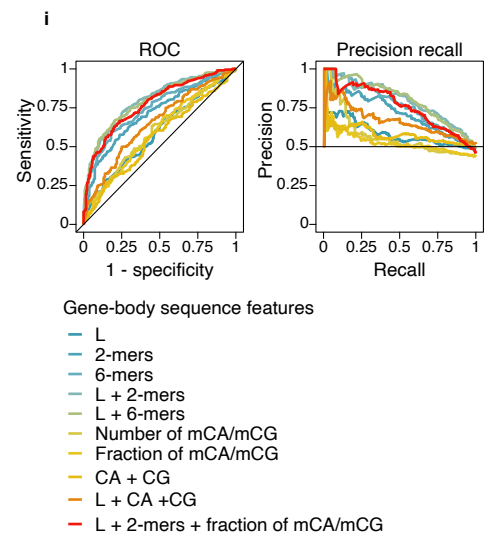 i
ROC
Precision recall
Sensitivity
1
0.75
0.5
0.25
0
0 0.25 0.5 0.75 1
1 - specificity
Precision
1
0.75
0.5
0.25
0
0 0.25 0.5 0.75 1
Recall
Gene-body sequence features
L
2-mers
6-mers
L + 2-mers
L + 6-mers
Number of mCA/mCG
Fraction of mCA/mCG
CA + CG
L + CA +CG
L + 2-mers + fraction of mCA/mCG